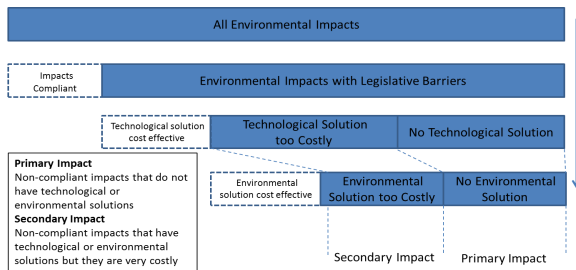 All Environmental Impacts
Impacts
Compliant
Environmental Impacts with Legislative Barriers
Technological solution
cost effective
Technological Solution
too Costly
No Technological Solution
Primary Impact
Non-compliant impacts that do not
have technological or
environmental solutions
Secondary Impact
Non-compliant impacts that have
technological or environmental
solutions but they are very costly
Environmental
solution cost effective
Environmental
Solution too Costly
No Environmental
Solution
Secondary Impact
Primary Impact